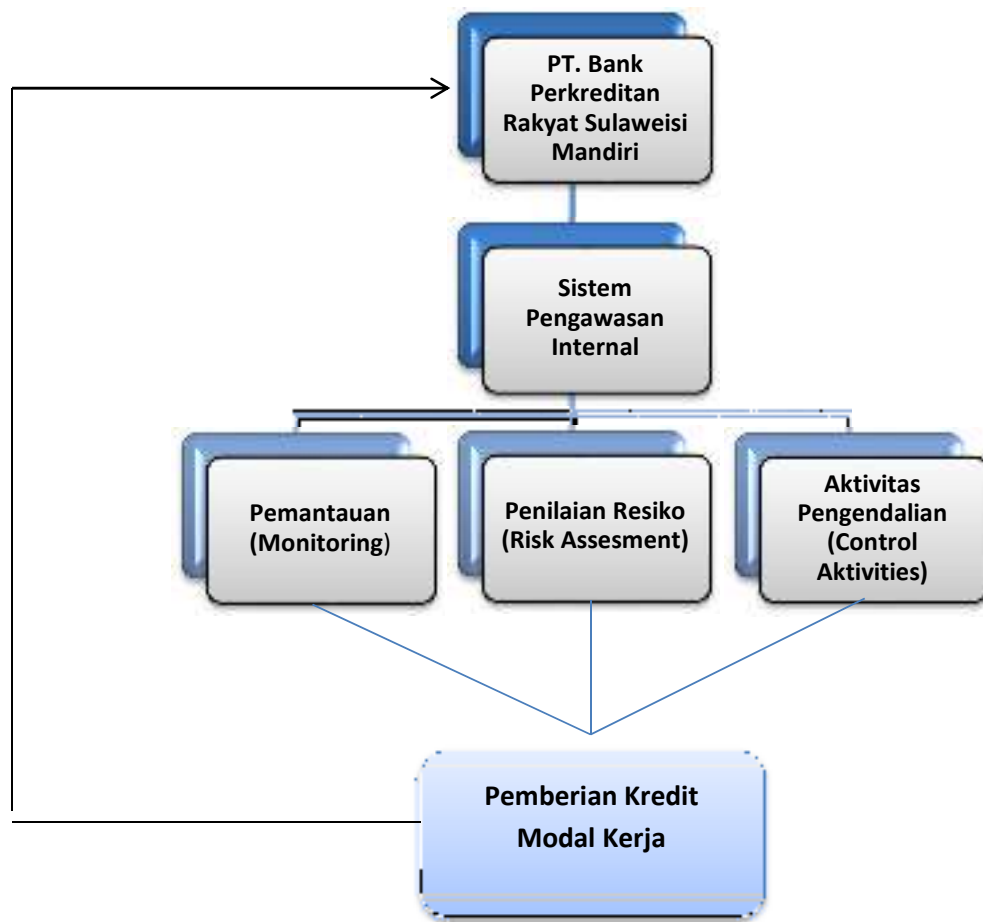 PT. Bank
Perkreditan
Rakyat Sulaweisi
Mandiri
Sistem
Pengawasan
Internal
Pemantauan
(Monitoring)
Penilaian Resiko
(Risk Assesment)
Aktivitas
Pengendalian
(Control
Aktivities)
Pemberian Kredit
Modal Kerja